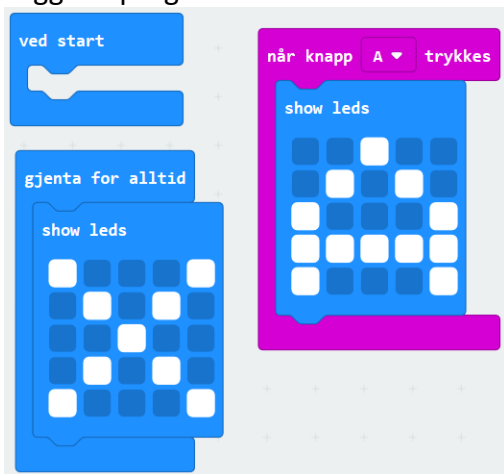 ved start
når knapp A trykkes
show leds
gjenta for alltid
show leds